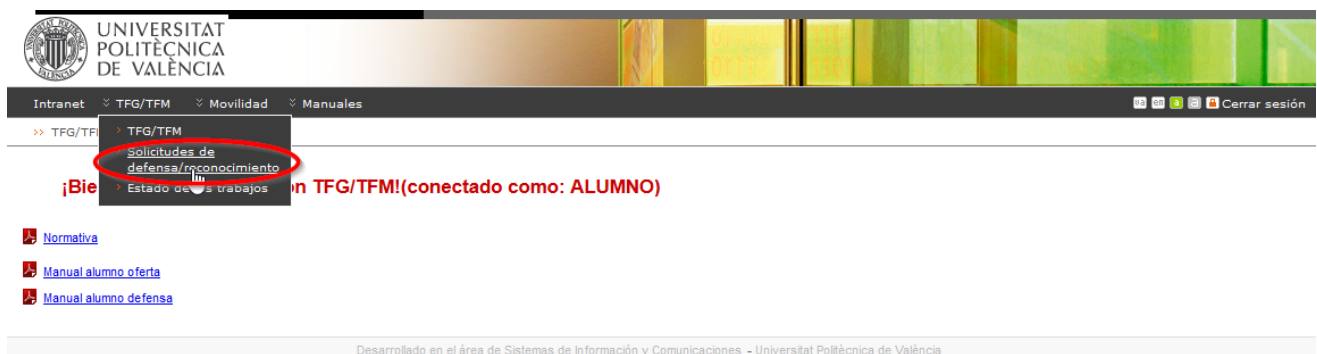 UNIVERSITAT
POLITÈCNICA
DE VALÈNCIA
Intranet TFG/TFM Movilidad Manuales
va en a a Cerrar sesión
>> TFG/TF
> TFG/TFM
Solicitudes de
defensa/reconocimiento
> Estado de s trabajos
¡Bie n TFG/TFM!(conectado como: ALUMNO)
Normativa
Manual alumno oferta
Manual alumno defensa
Desarrollado en el área de Sistemas de Información y Comunicaciones - Universitat Politècnica de València